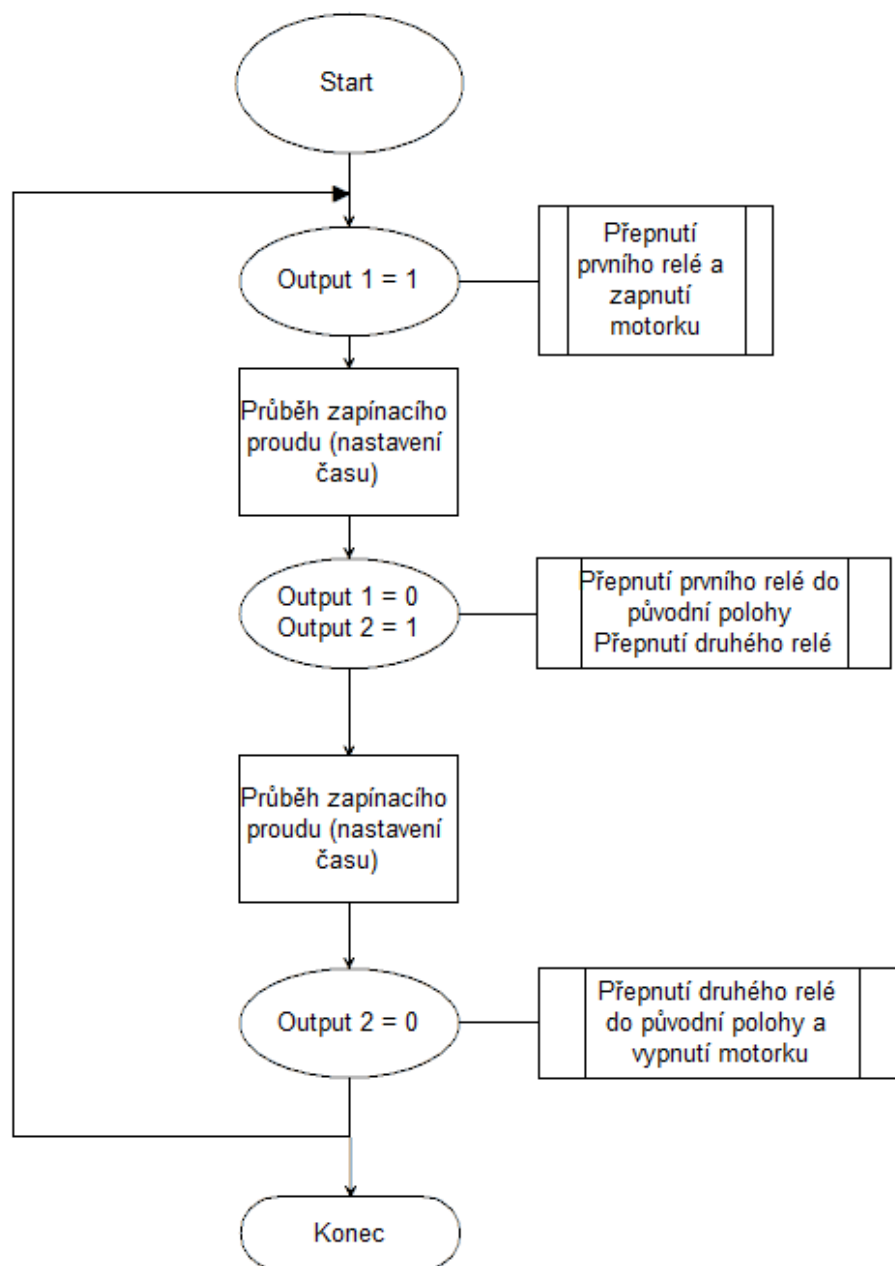 Start
Output 1 = 1
Přepnutí
prvního relé a
zapnutí
motorku
Průběh zapínacího
proudu (nastavení
času)
Output 1 = 0
Output 2 = 1
Přepnutí prvního relé do
původní polohy
Přepnutí druhého relé
Průběh zapínacího
proudu (nastavení
času)
Output 2 = 0
Přepnutí druhého relé
do původní polohy a
vypnutí motorku
Konec